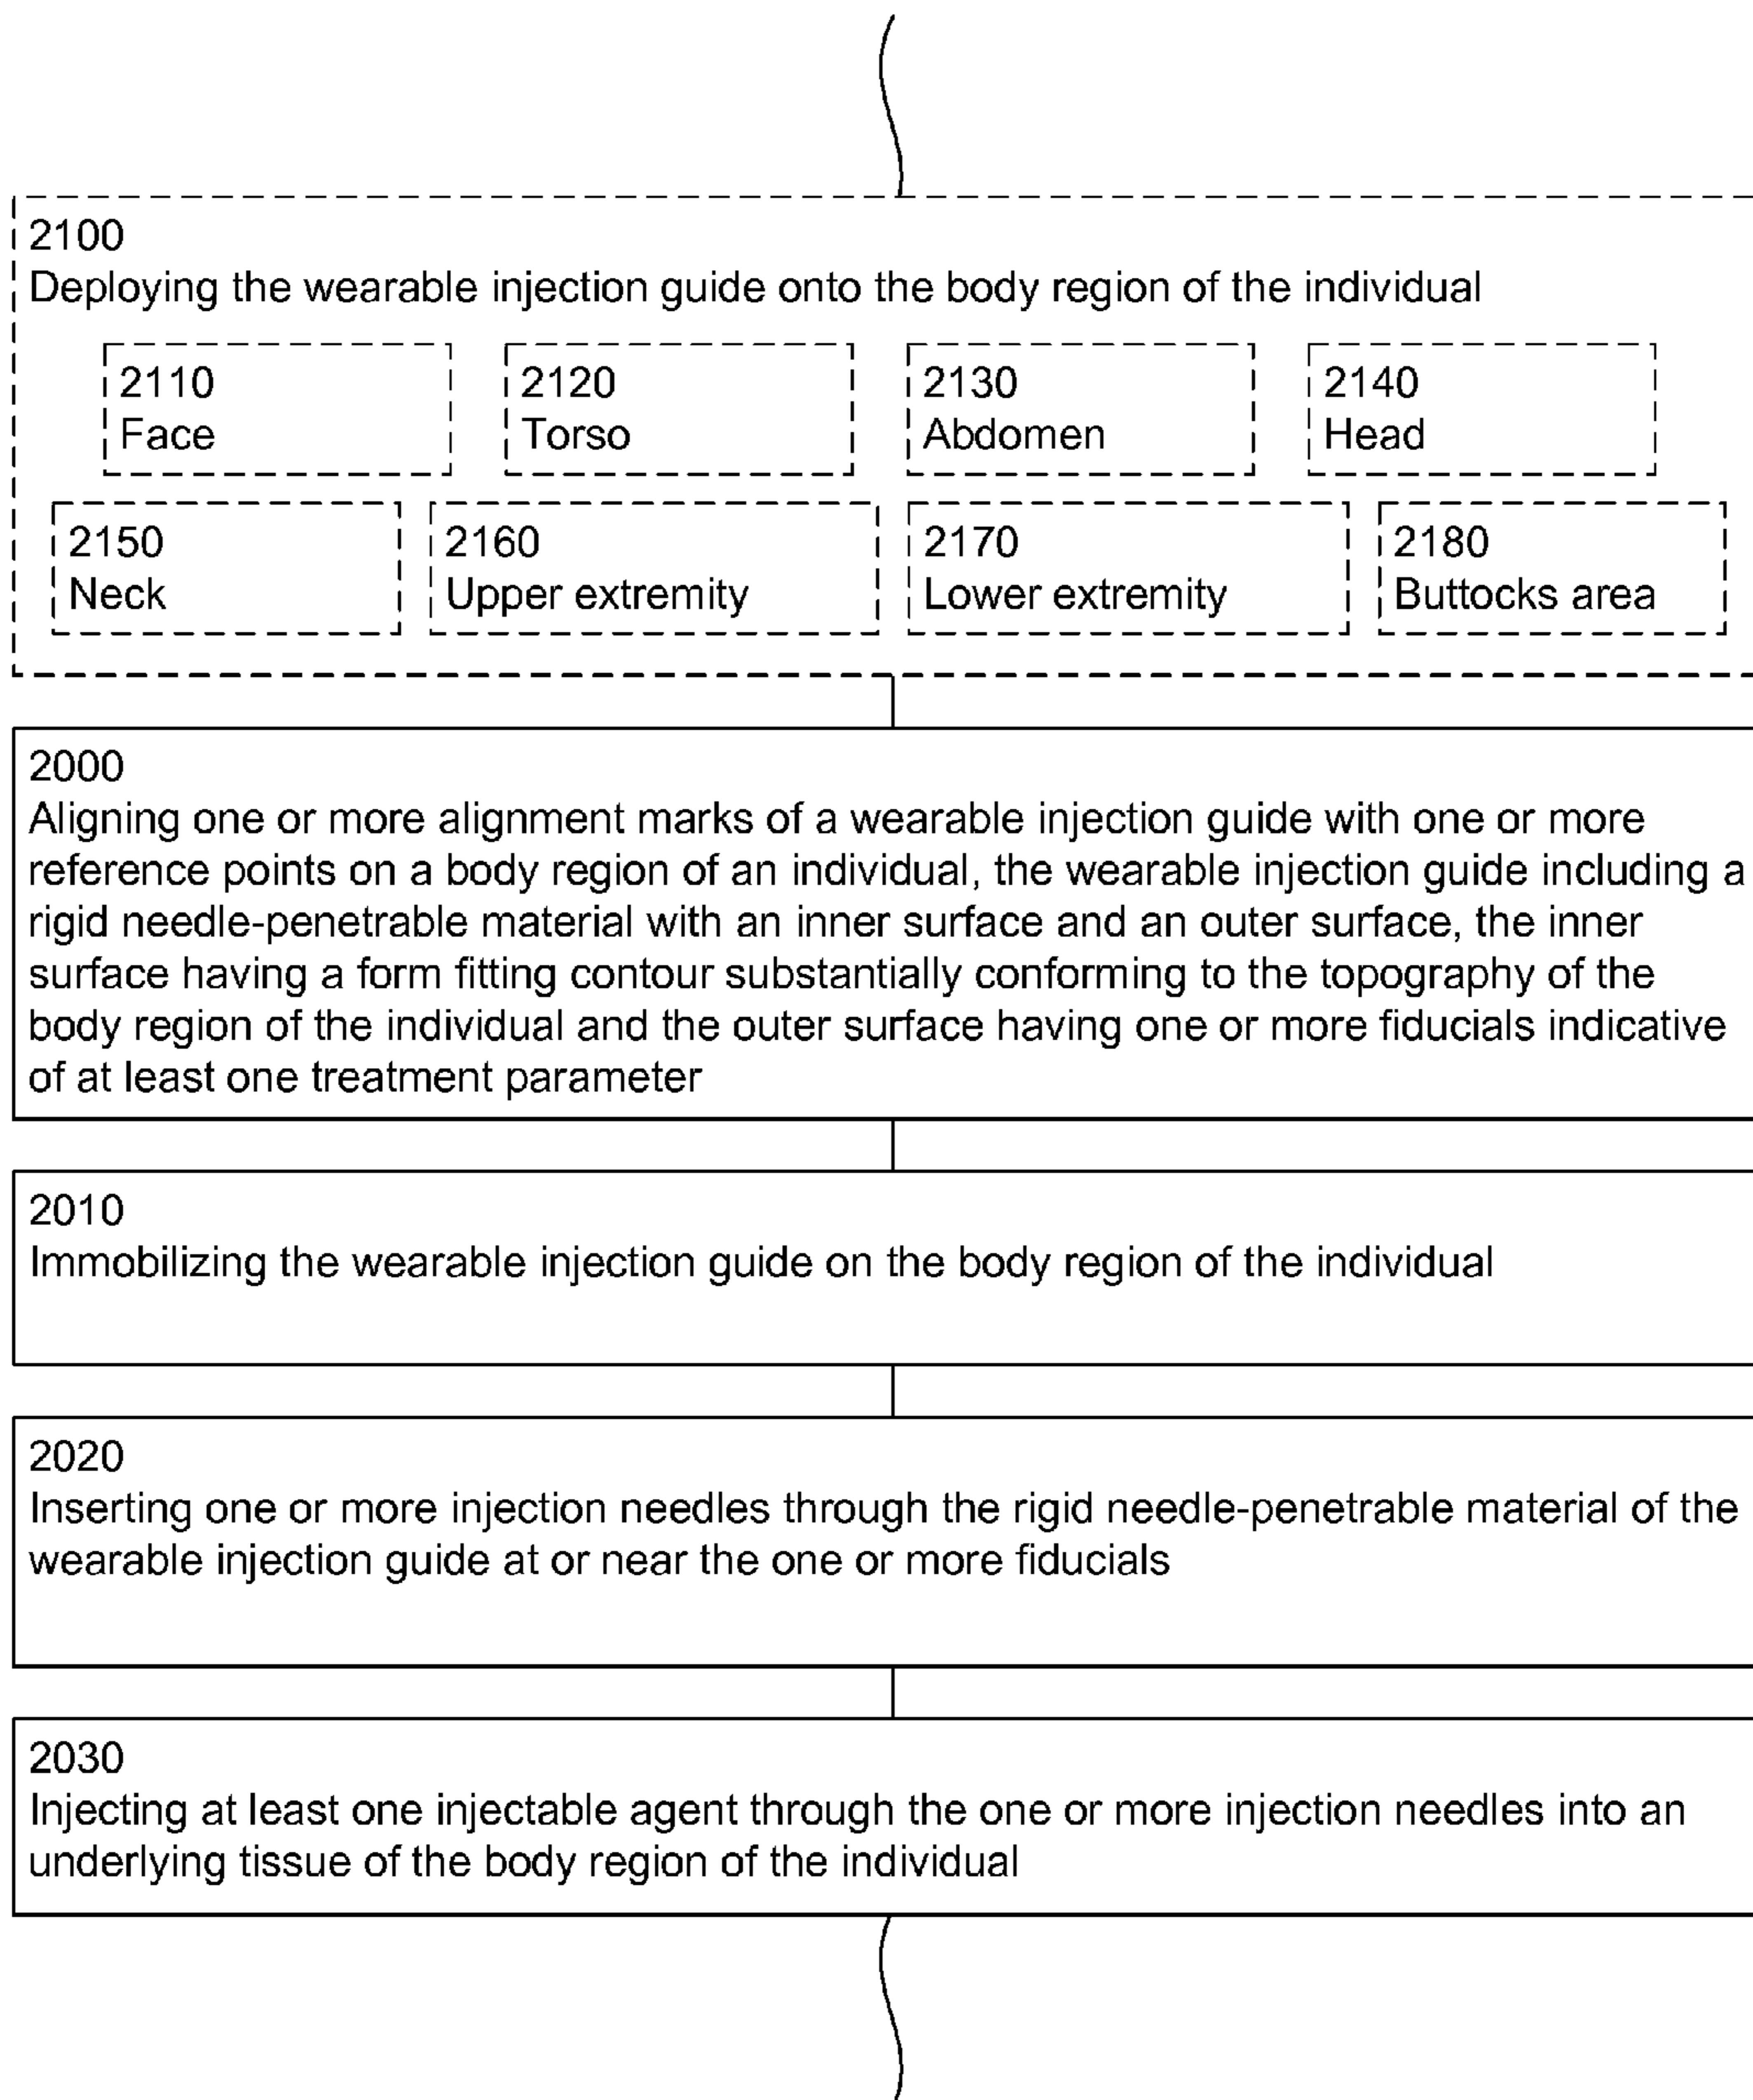 2100
Deploying the wearable injection guide onto the body region of the individual
2110
Face
2120
Torso
2130
Abdomen
2140
Head
2150
Neck
2160
Upper extremity
2170
Lower extremity
2180
Buttocks area
2000
Aligning one or more alignment marks of a wearable injection guide with one or more
reference points on a body region of an individual, the wearable injection guide including a
rigid needle-penetrable material with an inner surface and an outer surface, the inner
surface having a form fitting contour substantially conforming to the topography of the
body region of the individual and the outer surface having one or more fiducials indicative
of at least one treatment parameter
2010
Immobilizing the wearable injection guide on the body region of the individual
2020
Inserting one or more injection needles through the rigid needle-penetrable material of the
wearable injection guide at or near the one or more fiducials
2030
Injecting at least one injectable agent through the one or more injection needles into an
underlying tissue of the body region of the individual